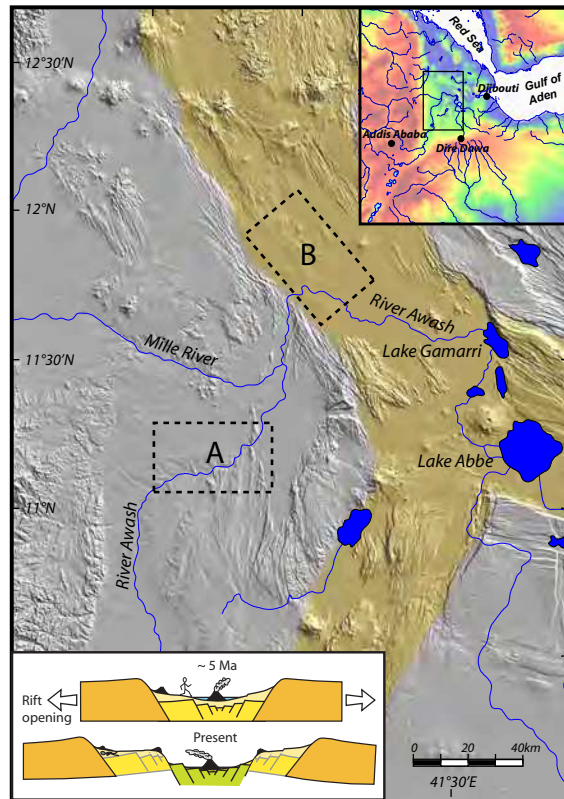 12°30'N
Red Sea
Djibouti
Gulf of
Aden
Addis Ababa
Dire Dawa
12°N
B
River Awash
Mille River
11°30'N
Lake Gamarri
A
Lake Abbe
11°N
River Awash
~ 5 Ma
Rift
opening
Present
0 20 40km
41°30'E